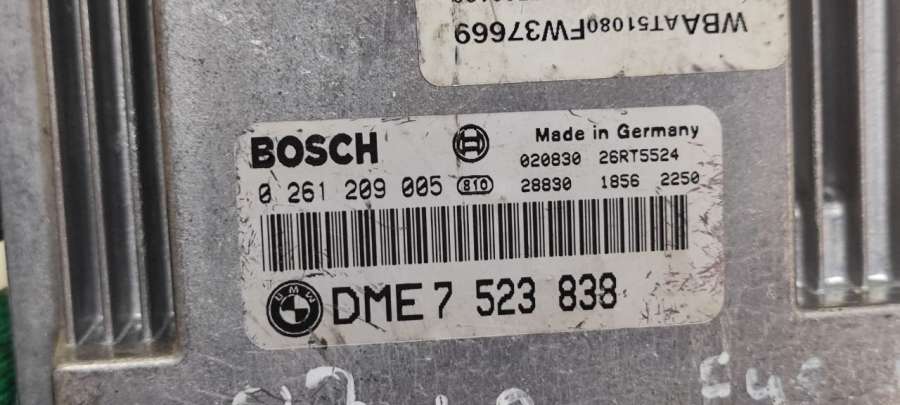 WBAAT51080FW37669
BOSCH
Made in Germany
020830 26RT5524
0 261 209 005 810 28830 1856 2250
BMW
DME 7 523 838